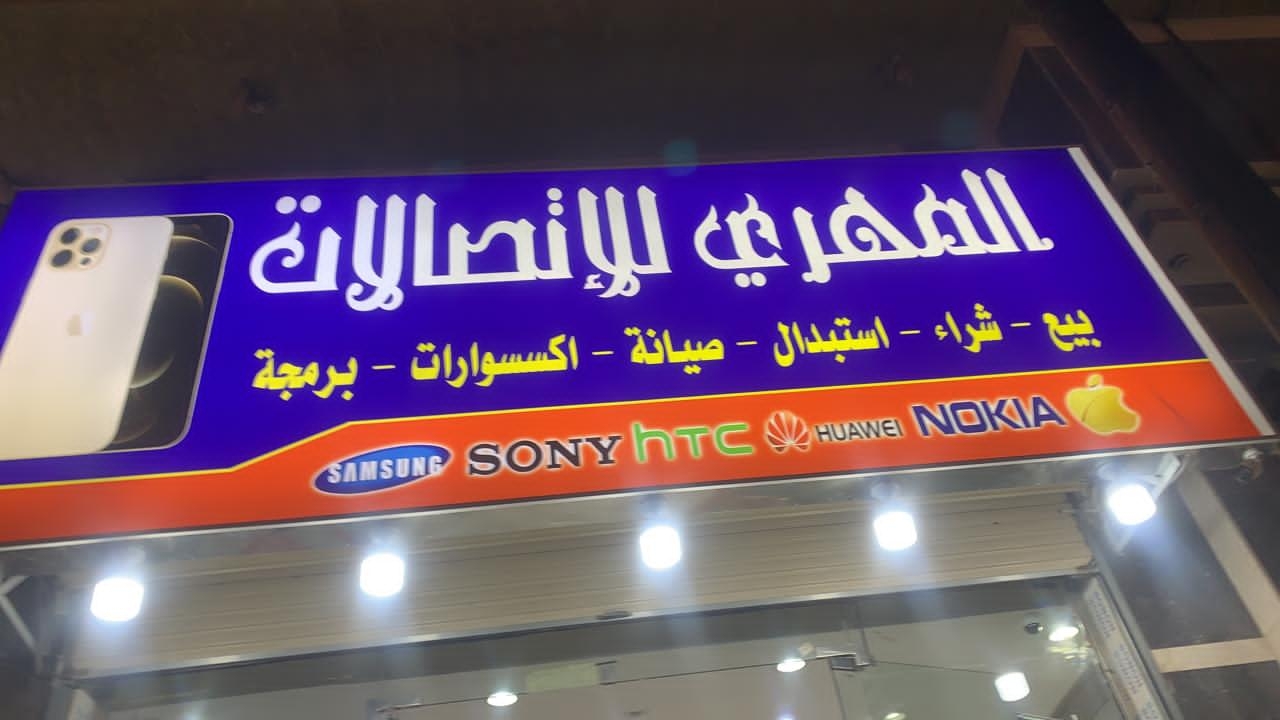 المهري للإتصالات
بيع - شراء - استبدال - صيانة - اكسسوارات - برمجة
SAMSUNG SONY hTC HUAWEI NOKIA